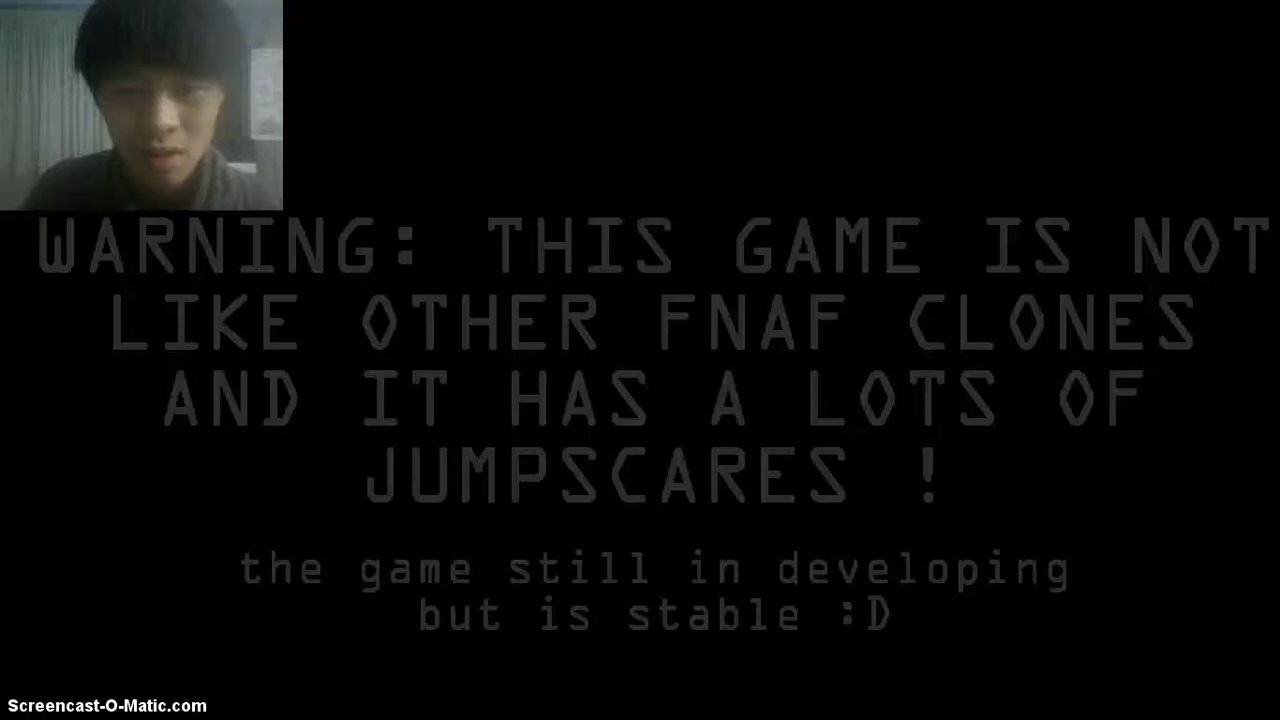 WARNING: THIS GAME IS NOT
LIKE OTHER FNAF CLONES
AND IT HAS A LOTS OF
JUMPSCARES !
the game still in developing
but is stable :D
Screencast-O-Matic.com